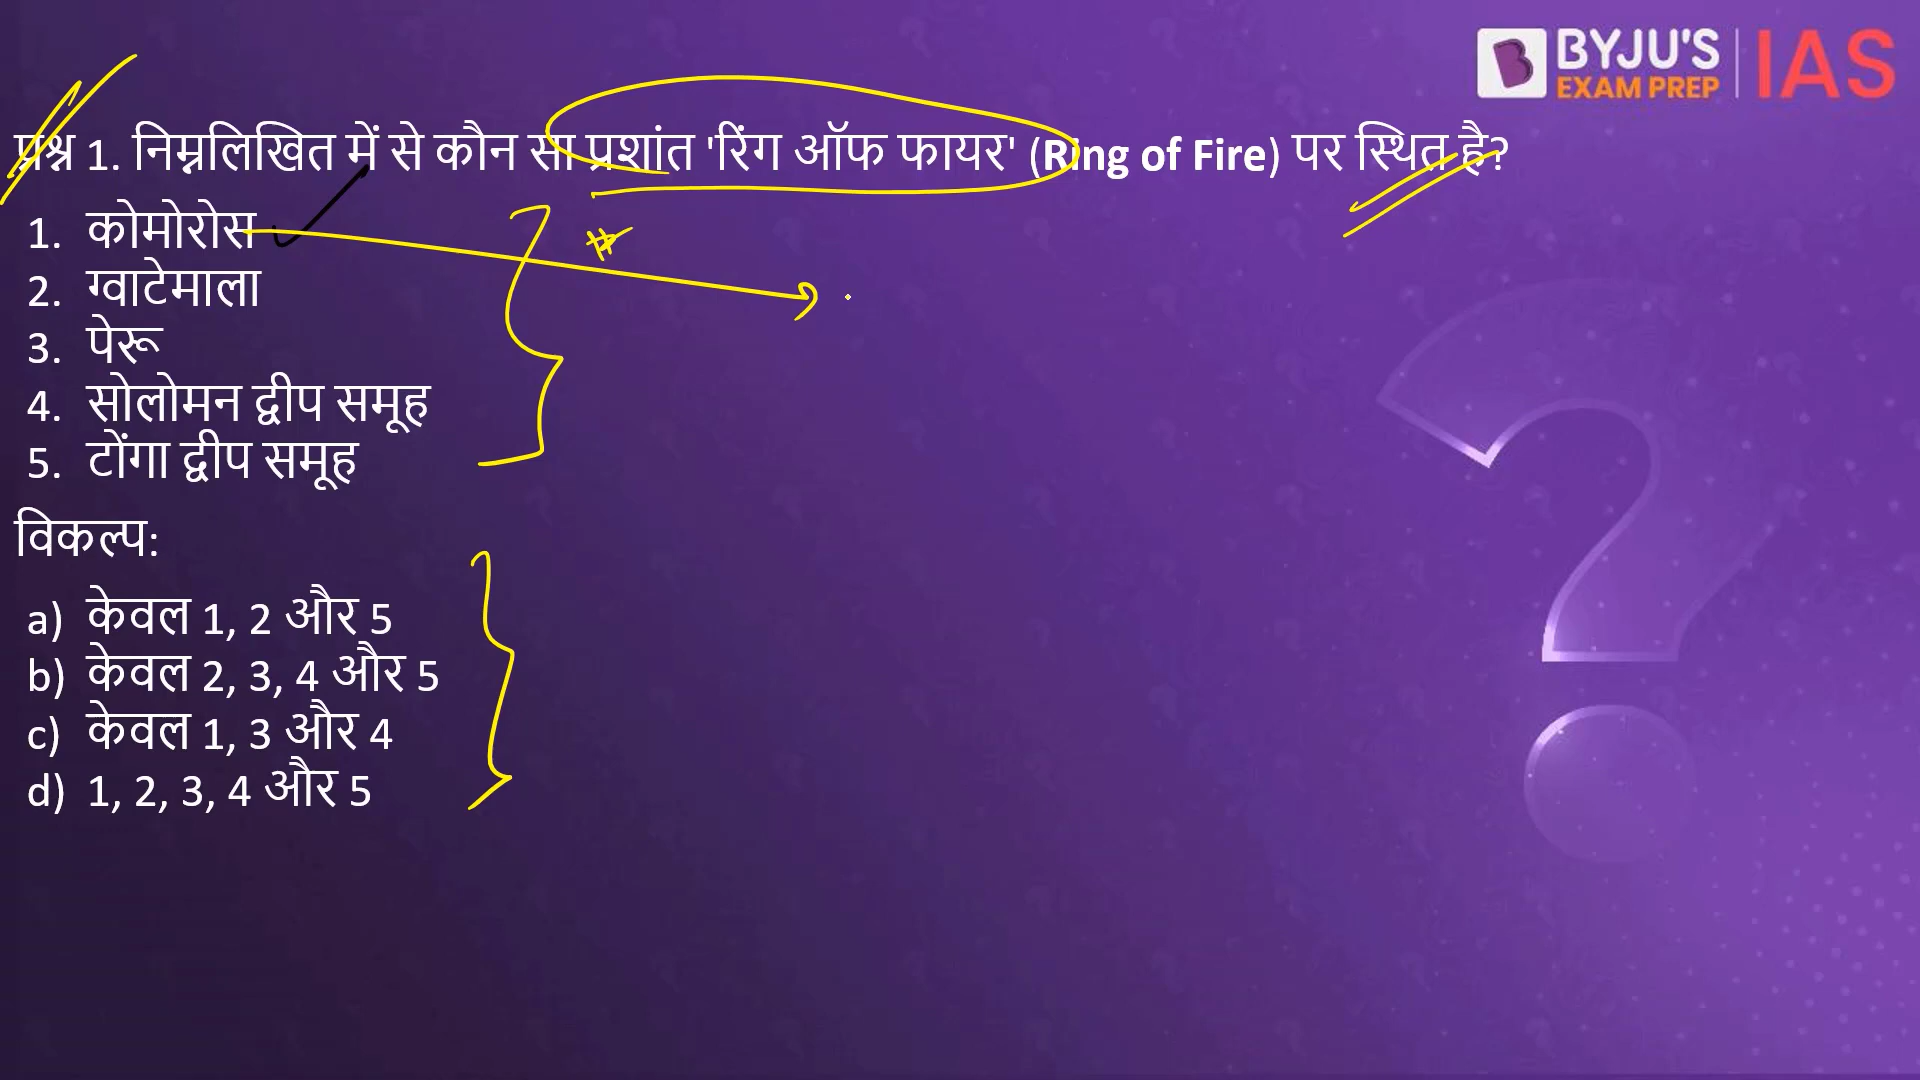 BYJU'S
EXAM PREP
IAS
प्रश्न 1. निम्नलिखित में से कौन सा प्रशांत 'रिंग ऑफ फायर' (Ring of Fire) पर स्थित है?
1. कोमोरोस
2. ग्वाटेमाला
3. पेरू
4. सोलोमन द्वीप समूह
5. टोंगा द्वीप समूह
विकल्प:
a) केवल 1, 2 और 5
b) केवल 2, 3, 4 और 5
c) केवल 1, 3 और 4
d) 1, 2, 3, 4 और 5